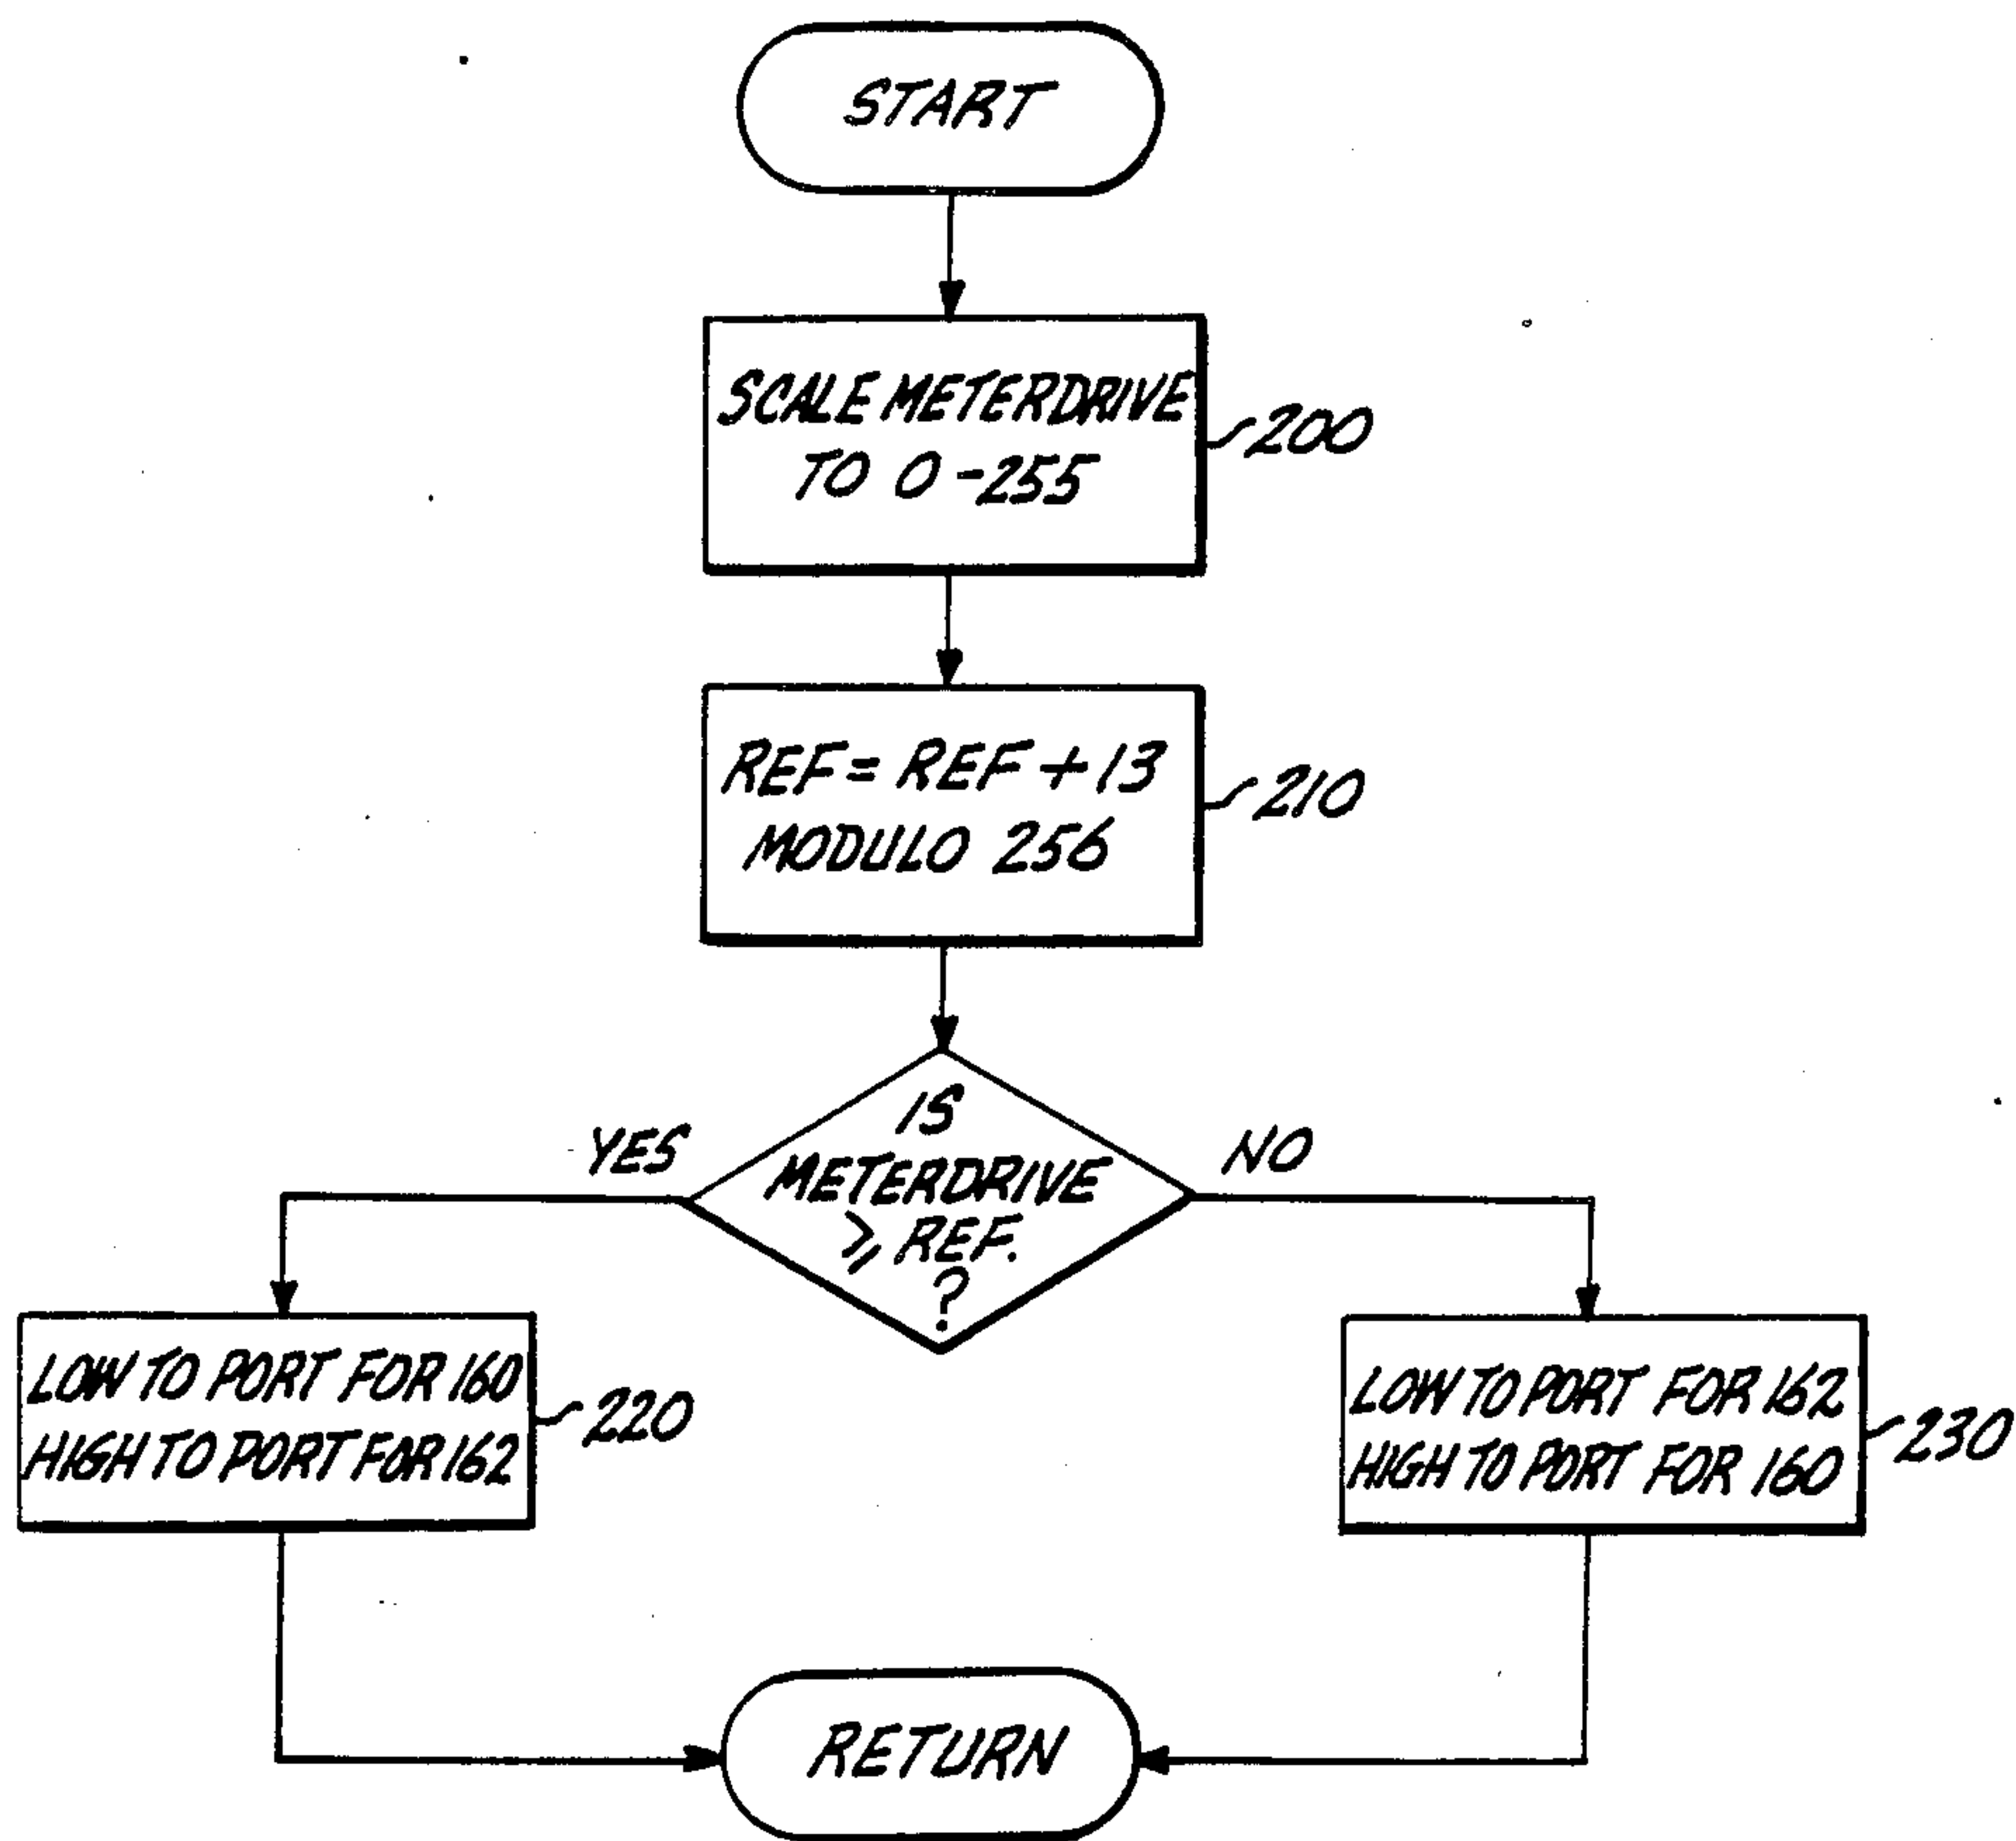 START
SCALE METERDRIVE
TO 0-255
200
REF = REF + 13
MODULO 256
210
IS
METERDRIVE
≥ REF.
?
YES
NO
LOW TO PORT FOR 160
HIGH TO PORT FOR 162
220
LOW TO PORT FOR 162
HIGH TO PORT FOR 160
230
RETURN